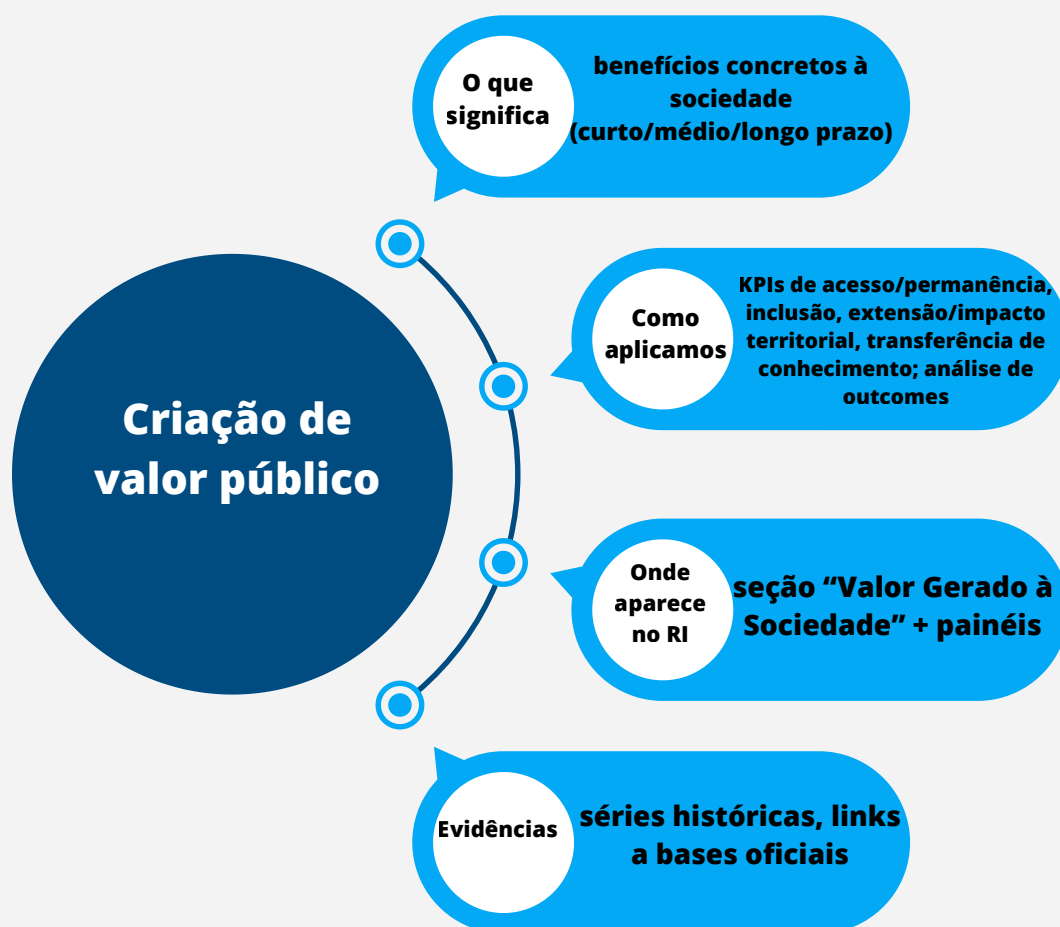 O que
significa
benefícios concretos à
sociedade
(curto/médio/longo prazo)
Como
aplicamos
KPIs de acesso/permanência,
inclusão, extensão/impacto
territorial, transferência de
conhecimento; análise de
outcomes
Criação de
valor público
Onde
aparece
no RI
seção “Valor Gerado à
Sociedade” + painéis
Evidências
séries históricas, links
a bases oficiais